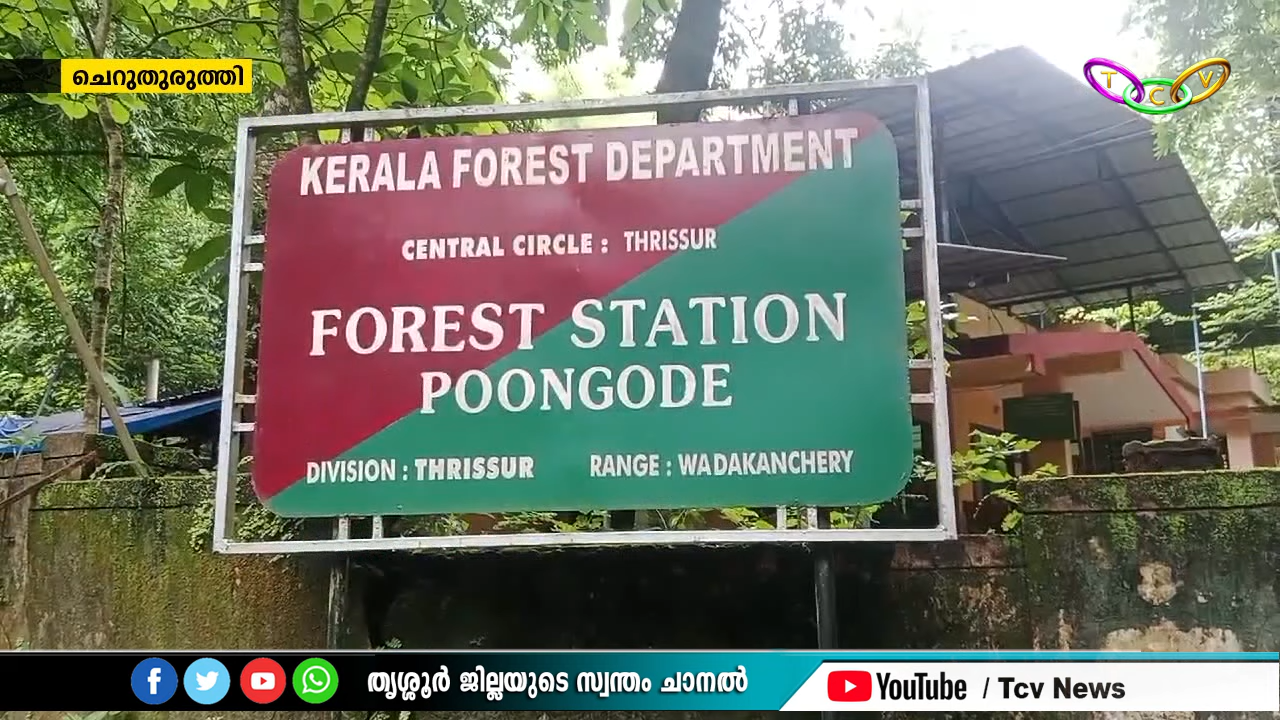 ചെറുതുരുത്തി
T C V
KERALA FOREST DEPARTMENT
CENTRAL CIRCLE : THRISSUR
FOREST STATION
POONGODE
DIVISION : THRISSUR RANGE : WADAKANCHERY
തൃശ്ശൂർ ജില്ലയുടെ സ്വന്തം ചാനൽ
YouTube / Tcv News